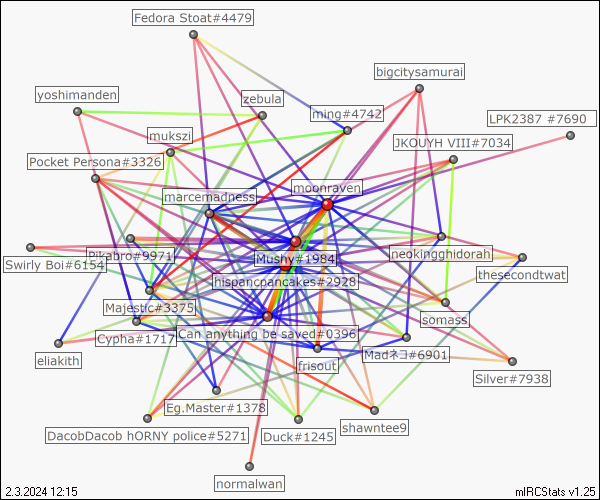 Fedora Stoat#4479
bigcitysamurai
yoshimanden
zebula
ming#4742
LPK2387 #7690
mukszi
JKOUYH VIII#7034
Pocket Persona#3326
moonraven
marcemadness
Pikabro#9971
Mushy#1984
neokingghidorah
Swirly Boi#6154
thesecondtwat
hispancpancakes#2928
Majestic#3375
somass
Cypha#1717
Can anything be saved#0396
eliakith
frisout
Madネコ#6901
Silver#7938
Eg.Master#1378
DacobDacob hORNY police#5271
Duck#1245
shawntee9
normalwan
2.3.2024 12:15
mIRCStats v1.25